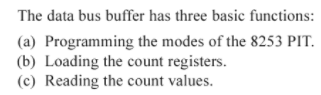 The data bus buffer has three basic functions:
(a) Programming the modes of the 8253 PIT.
(b) Loading the count registers.
(c) Reading the count values.